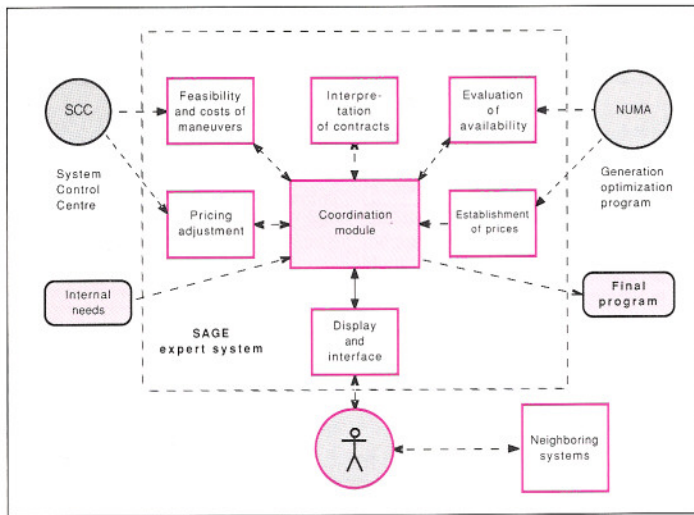 SCC
System
Control
Centre
Feasibility
and costs of
maneuvers
Interpre-
tation
of contracts
Evaluation
of
availability
NUMA
Generation
optimization
program
Pricing
adjustment
Coordination
module
Establishment
of prices
Internal
needs
Final
program
SAGE
expert system
Display
and
interface
Neighboring
systems